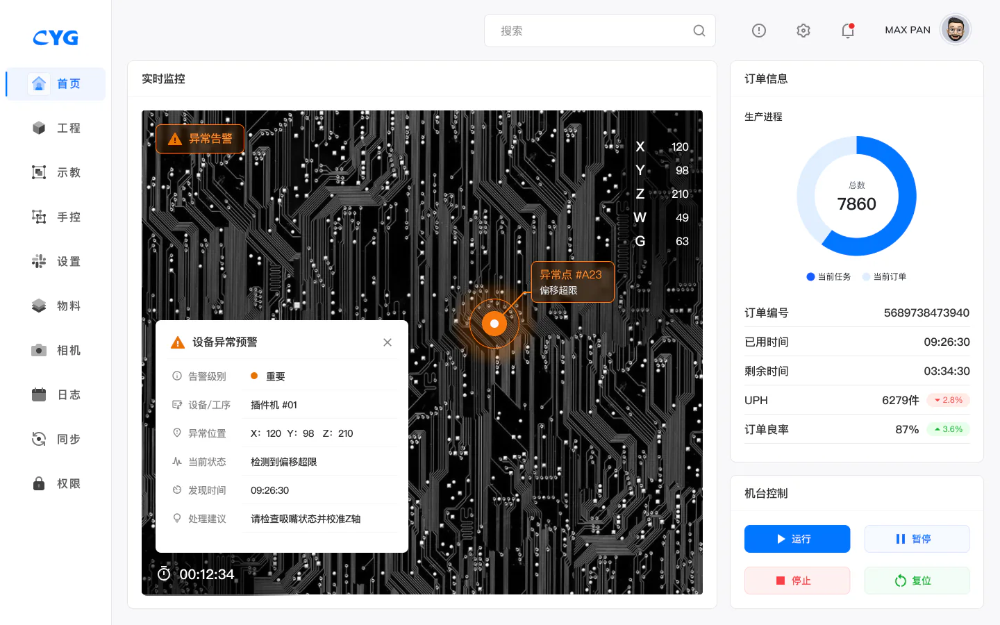 CYG
搜索
MAX PAN
首页
工程
示教
手控
设置
物料
相机
日志
同步
权限
实时监控
异常告警
X 120
Y 98
Z 210
W 49
G 63
异常点 #A23
偏移超限
设备异常预警
告警级别 重要
设备/工序 插件机 #01
异常位置 X：120 Y：98 Z：210
当前状态 检测到偏移超限
发现时间 09:26:30
处理建议 请检查吸嘴状态并校准Z轴
00:12:34
订单信息
生产进程
总数
7860
当前任务 当前订单
订单编号 5689738473940
已用时间 09:26:30
剩余时间 03:34:30
UPH 6279件 2.8%
订单良率 87% 3.6%
机台控制
运行 暂停
停止 复位